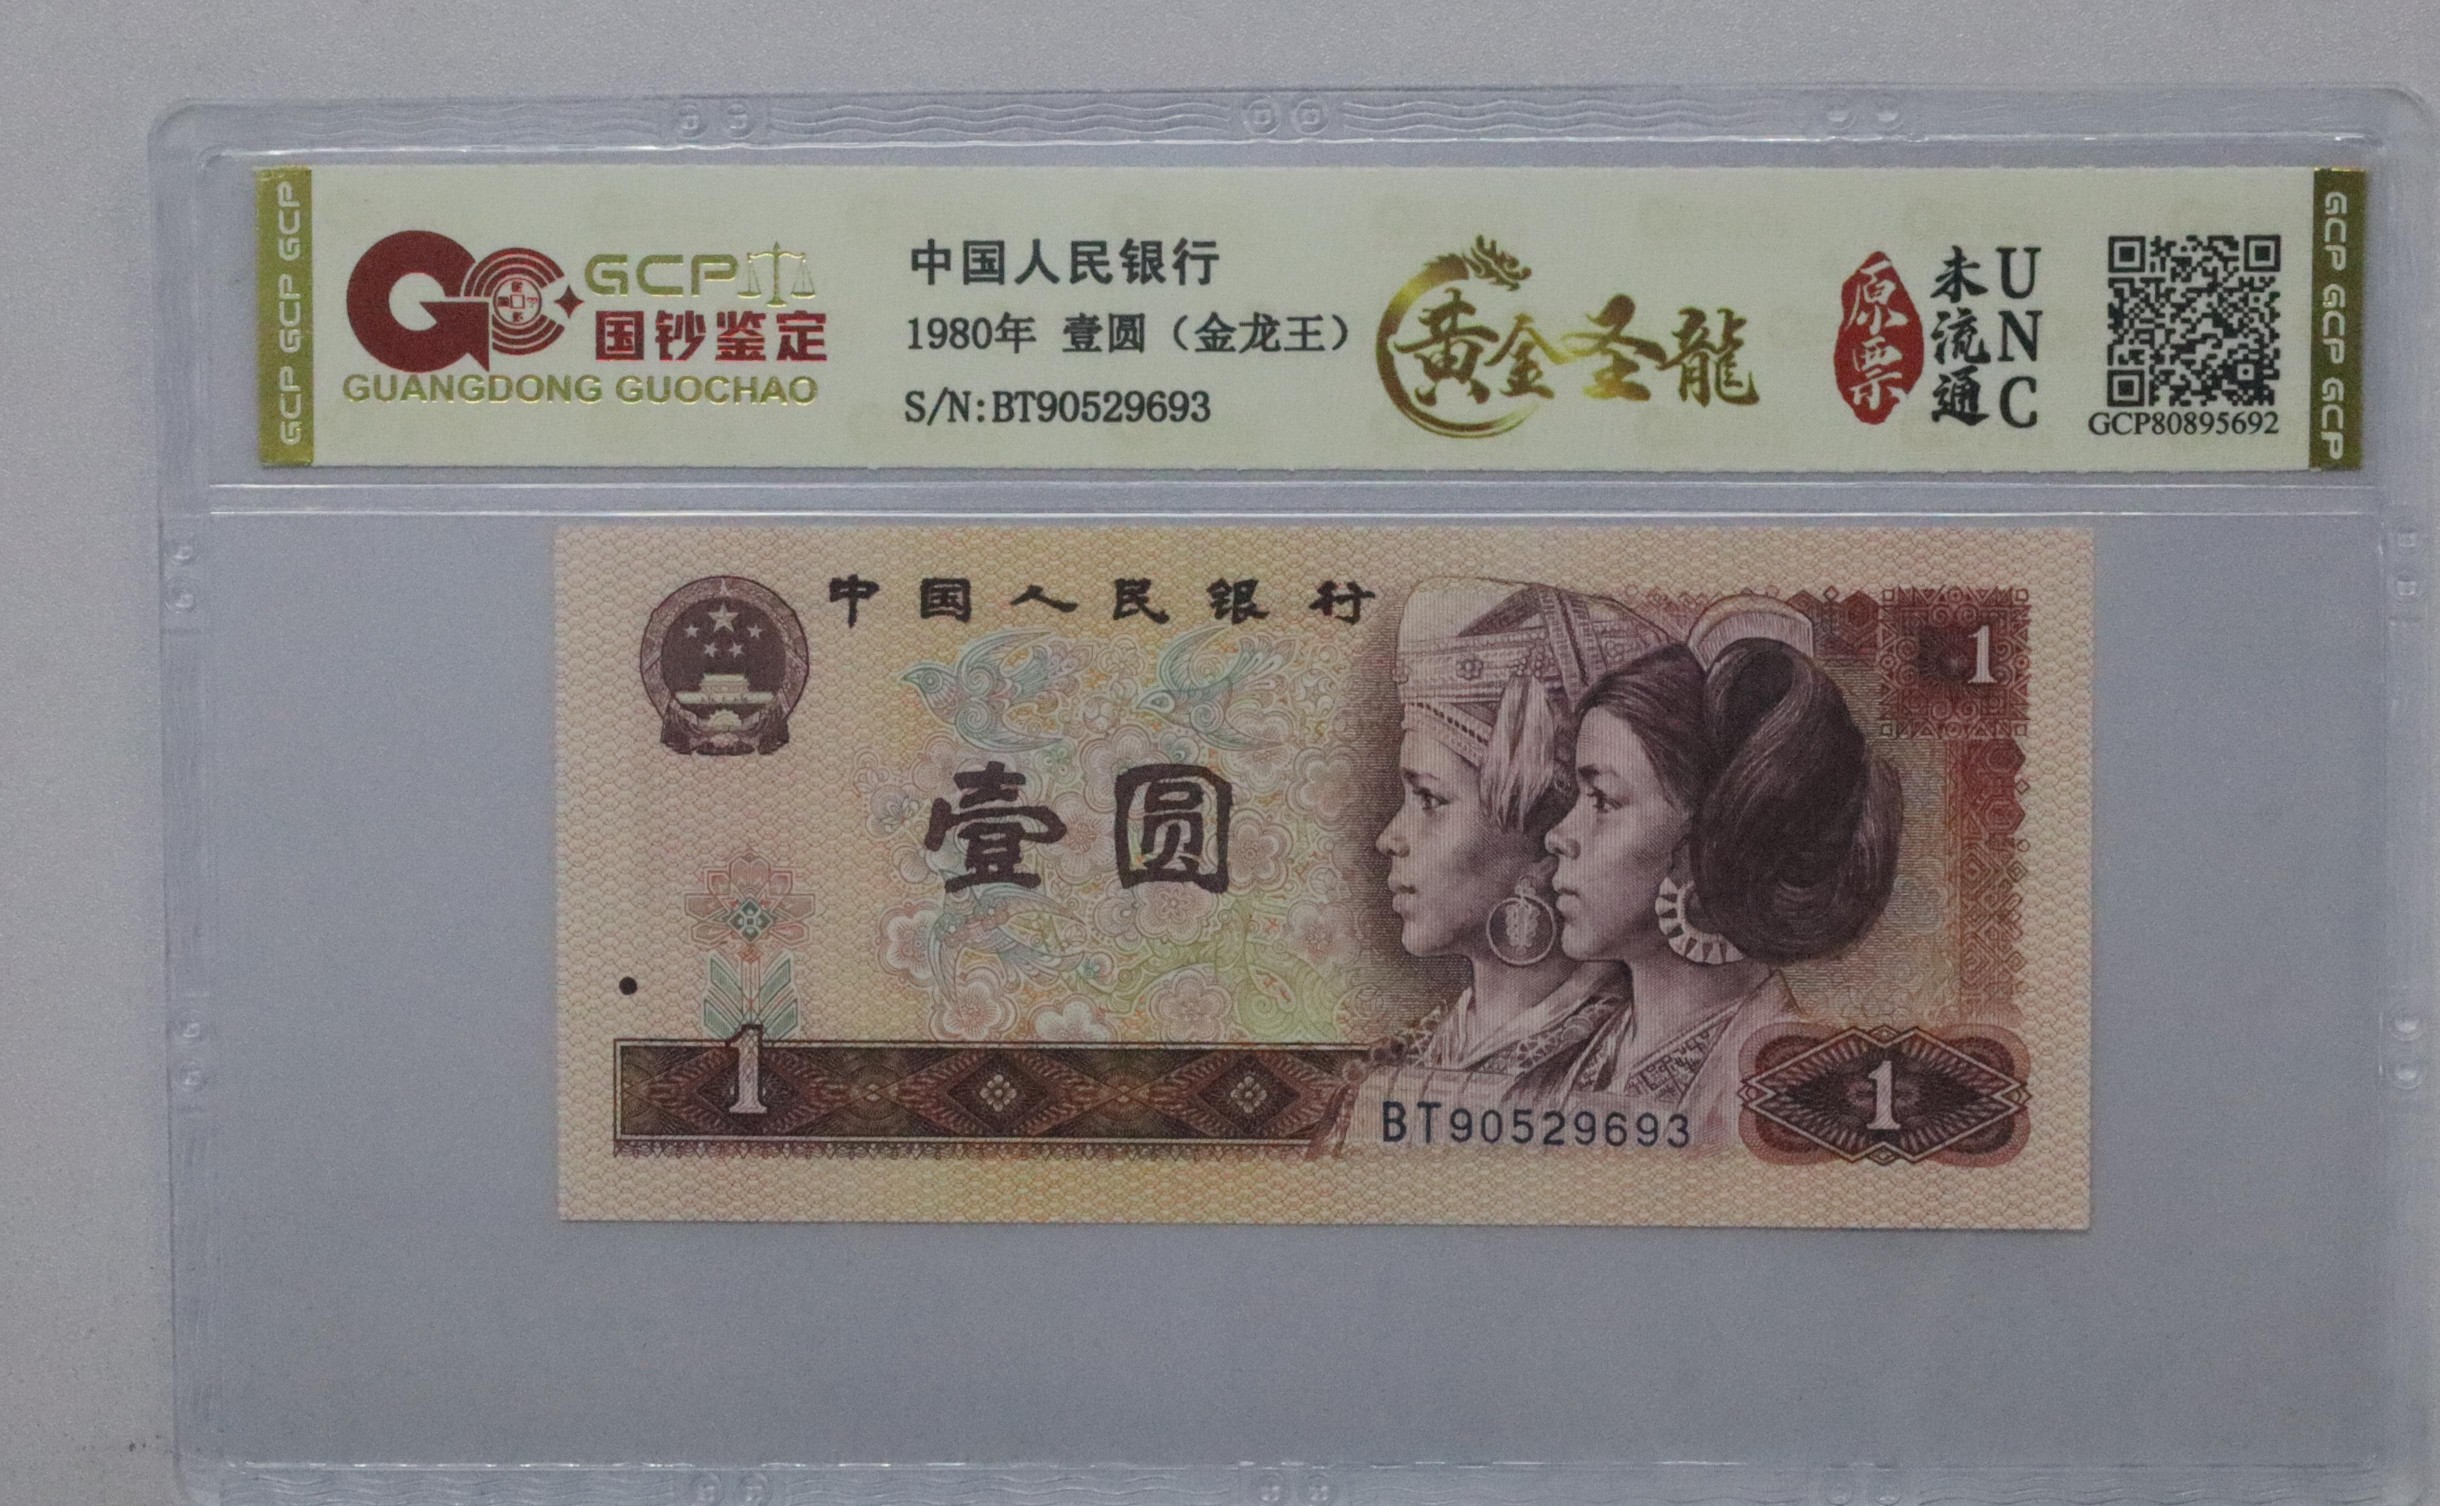 GCP GCP GCP
GCP
国钞鉴定
GUANGDONG GUOCHAO
中国人民银行
1980年 壹圆（金龙王）
S/N:BT90529693
黄金圣龍
原票
未流通
UNC
GCP80895692
GCP GCP GCP
中国人民银行
1
壹圆
1
BT90529693
1